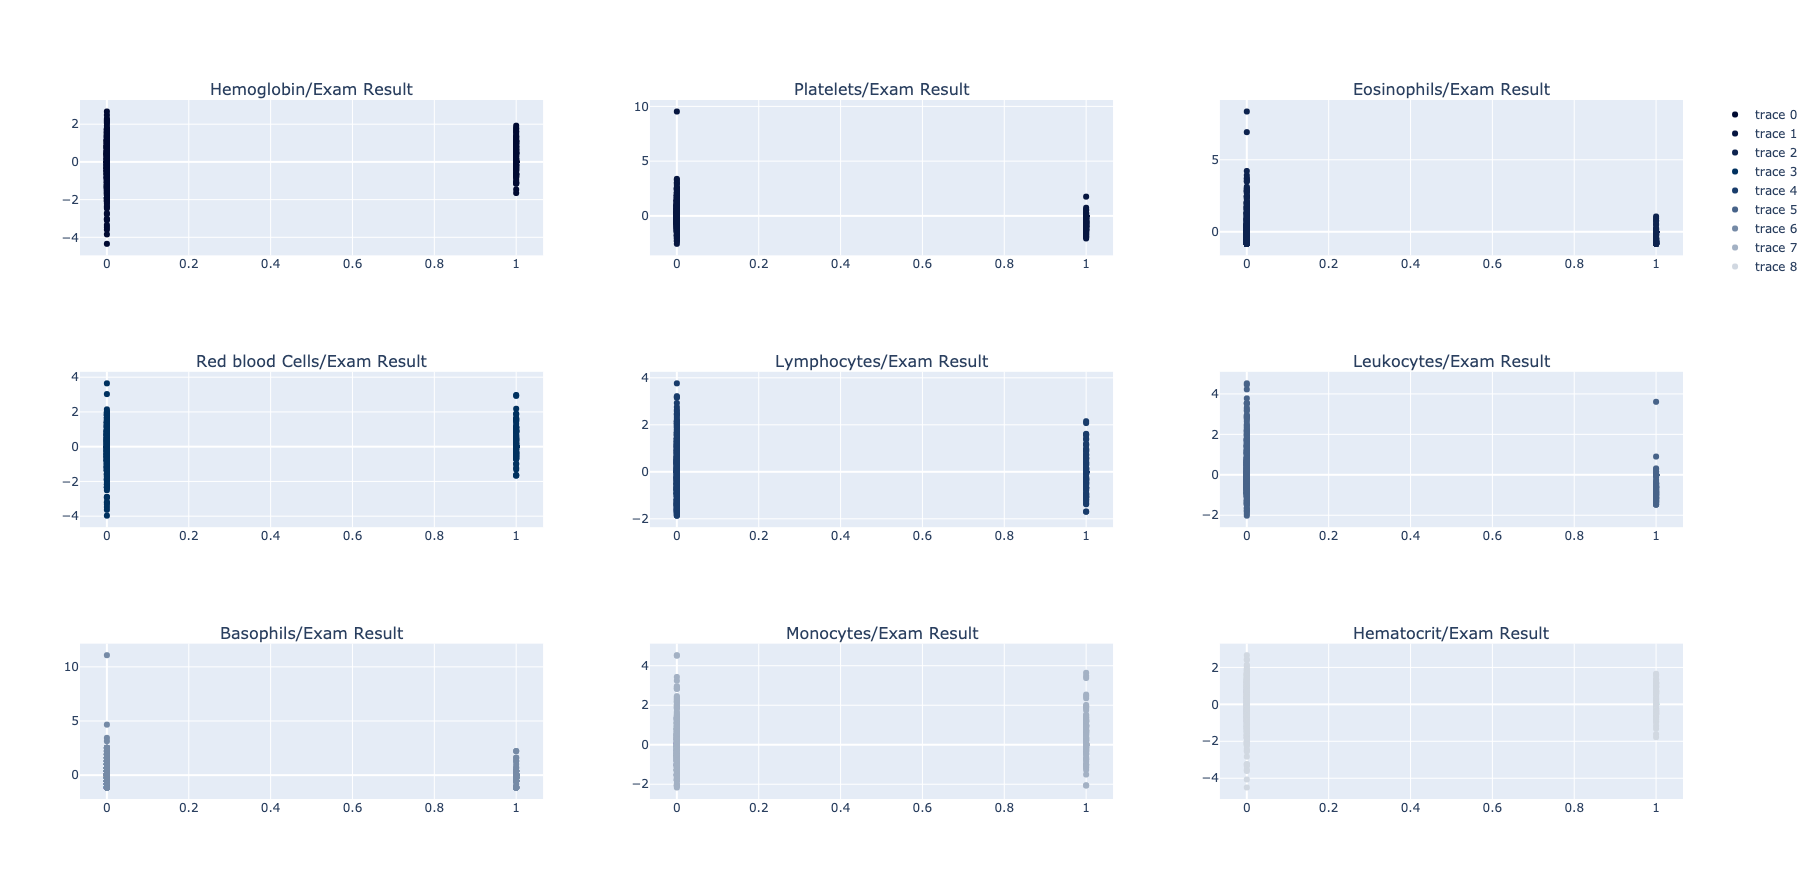 Hemoglobin/Exam Result
2
0
−2
−4
0 0.2 0.4 0.6 0.8 1
Platelets/Exam Result
10
5
0
0 0.2 0.4 0.6 0.8 1
Eosinophils/Exam Result
5
0
0 0.2 0.4 0.6 0.8 1
trace 0
trace 1
trace 2
trace 3
trace 4
trace 5
trace 6
trace 7
trace 8
Red blood Cells/Exam Result
4
2
0
−2
−4
0 0.2 0.4 0.6 0.8 1
Lymphocytes/Exam Result
4
2
0
−2
0 0.2 0.4 0.6 0.8 1
Leukocytes/Exam Result
4
2
0
−2
0 0.2 0.4 0.6 0.8 1
Basophils/Exam Result
10
5
0
0 0.2 0.4 0.6 0.8 1
Monocytes/Exam Result
4
2
0
−2
0 0.2 0.4 0.6 0.8 1
Hematocrit/Exam Result
2
0
−2
−4
0 0.2 0.4 0.6 0.8 1